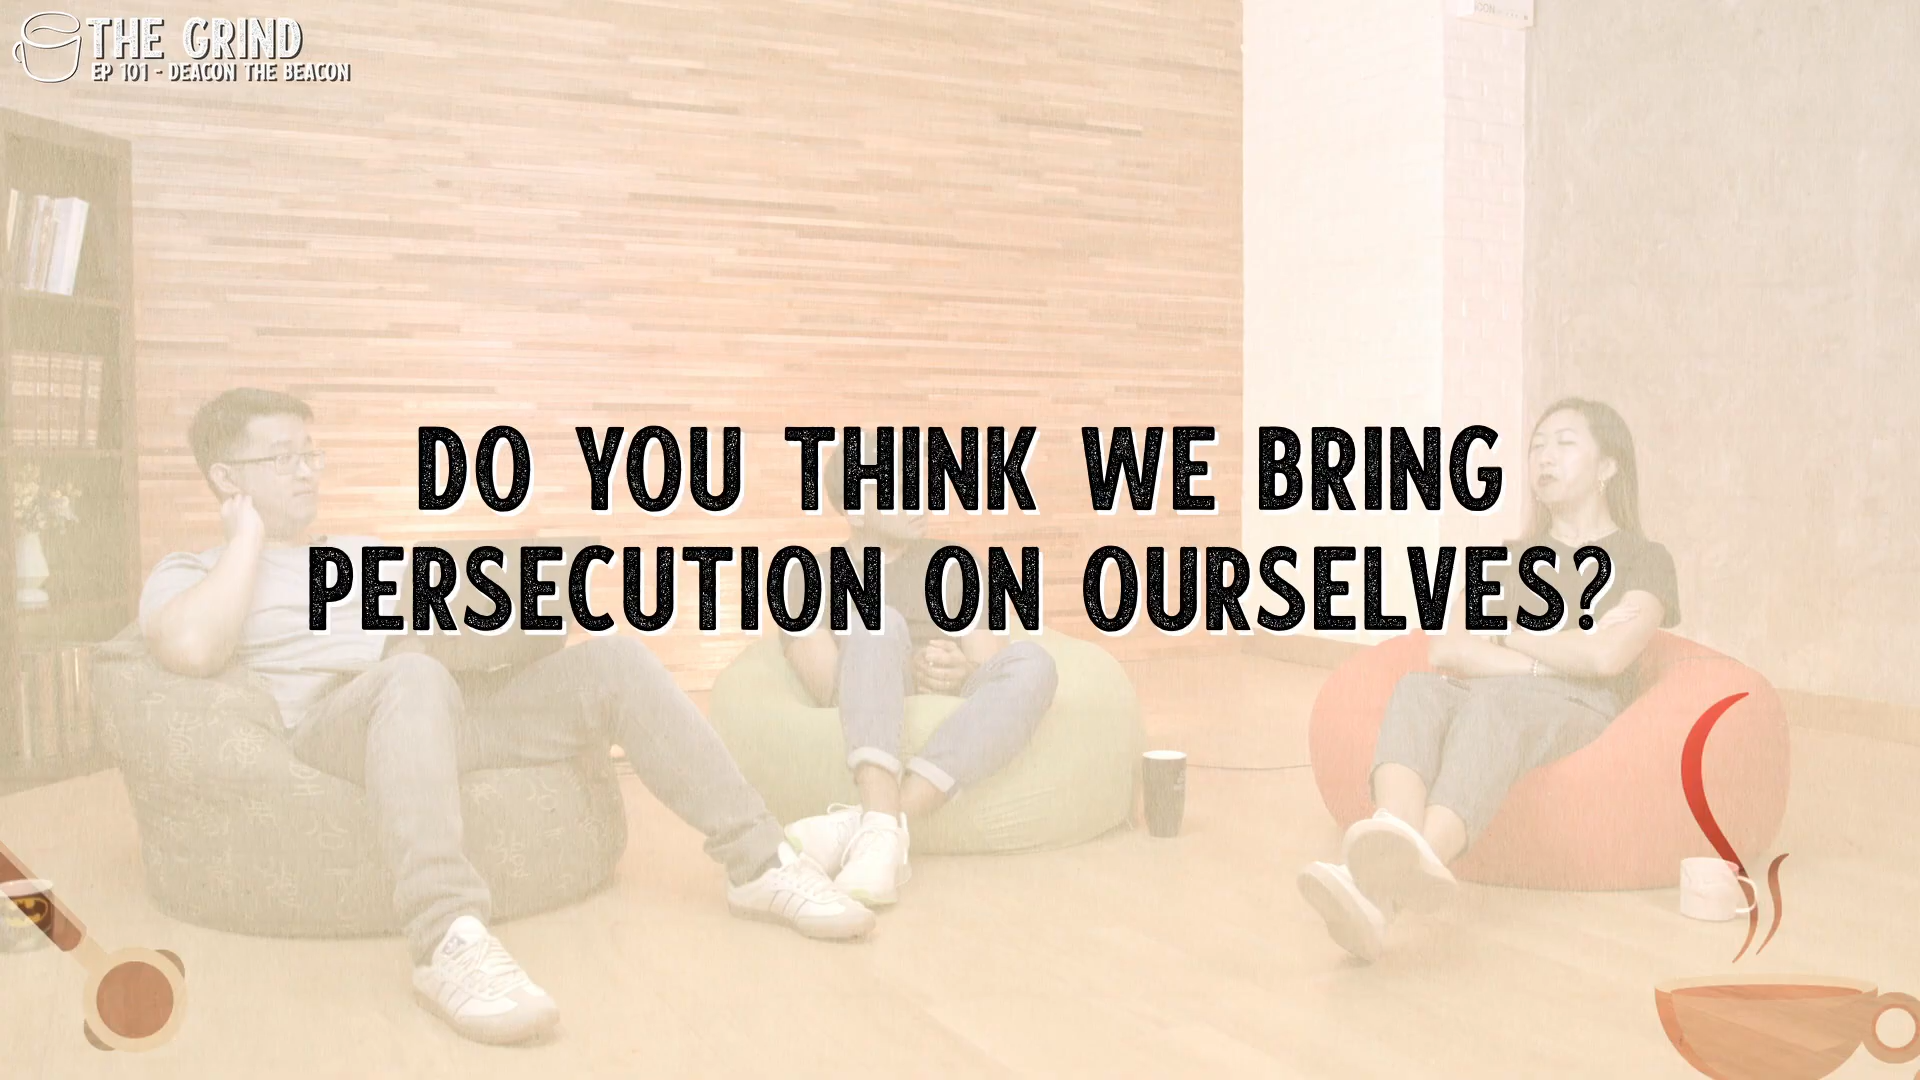 THE GRIND
EP 101 - DEACON THE BEACON
DO YOU THINK WE BRING
PERSECUTION ON OURSELVES?